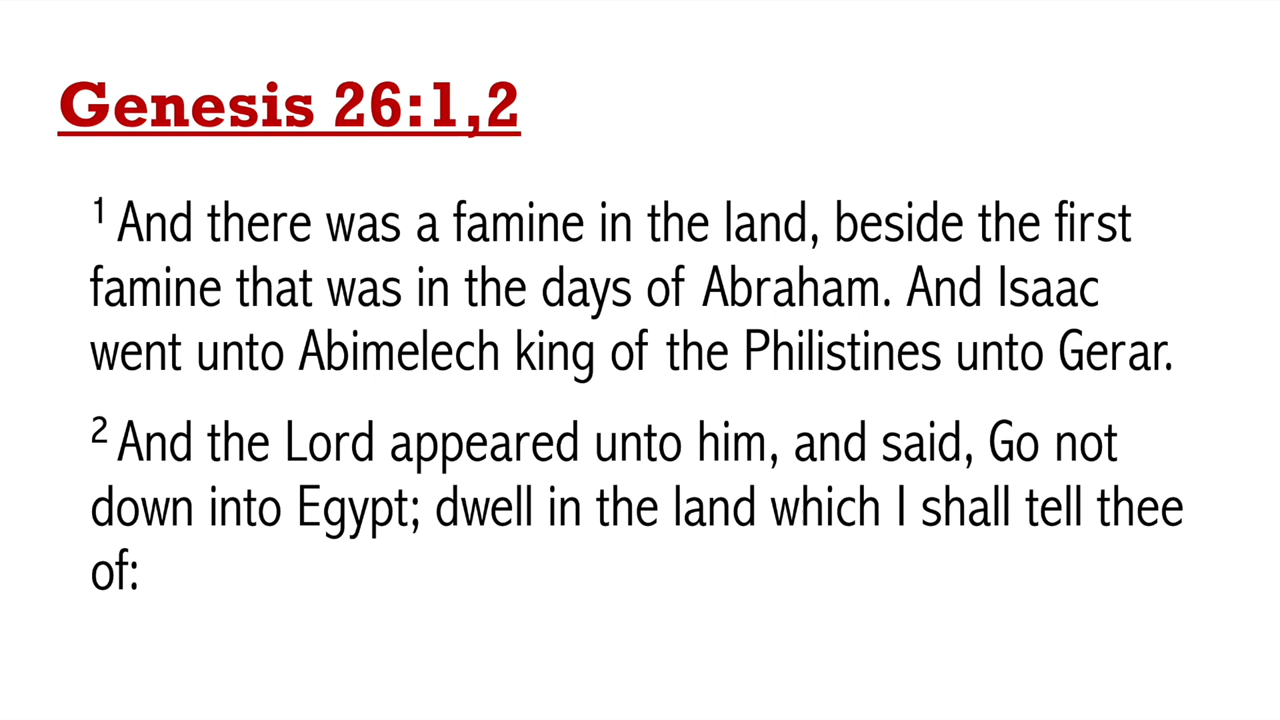 Genesis 26:1,2
1 And there was a famine in the land, beside the first
famine that was in the days of Abraham. And Isaac
went unto Abimelech king of the Philistines unto Gerar.
2 And the Lord appeared unto him, and said, Go not
down into Egypt; dwell in the land which I shall tell thee
of: